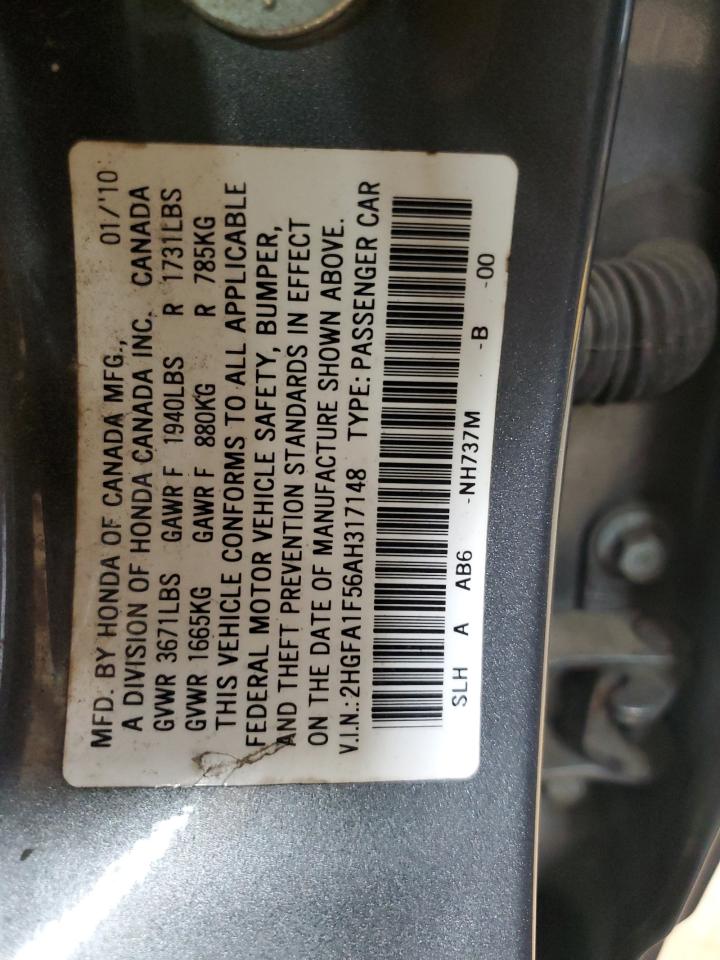 MFD. BY HONDA OF CANADA MFG., 01/'10
A DIVISION OF HONDA CANADA INC. CANADA
GVWR 3671LBS GAWR F 1940LBS R 1731LBS
GVWR 1665KG GAWR F 880KG R 785KG
THIS VEHICLE CONFORMS TO ALL APPLICABLE
FEDERAL MOTOR VEHICLE SAFETY, BUMPER,
AND THEFT PREVENTION STANDARDS IN EFFECT
ON THE DATE OF MANUFACTURE SHOWN ABOVE.
V.I.N.: 2HGFA1F56AH317148 TYPE: PASSENGER CAR
SLH A AB6 -NH737M -B -00